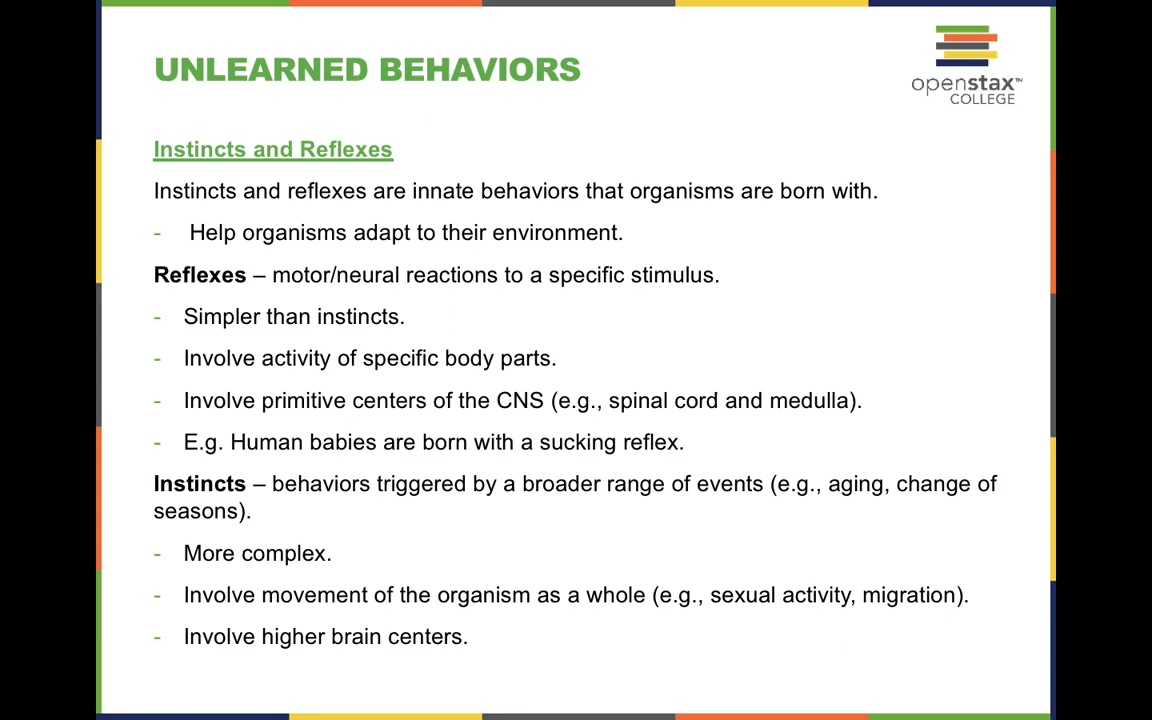 UNLEARNED BEHAVIORS
openstax™
COLLEGE
Instincts and Reflexes
Instincts and reflexes are innate behaviors that organisms are born with.
- Help organisms adapt to their environment.
Reflexes – motor/neural reactions to a specific stimulus.
- Simpler than instincts.
- Involve activity of specific body parts.
- Involve primitive centers of the CNS (e.g., spinal cord and medulla).
- E.g. Human babies are born with a sucking reflex.
Instincts – behaviors triggered by a broader range of events (e.g., aging, change of
seasons).
- More complex.
- Involve movement of the organism as a whole (e.g., sexual activity, migration).
- Involve higher brain centers.